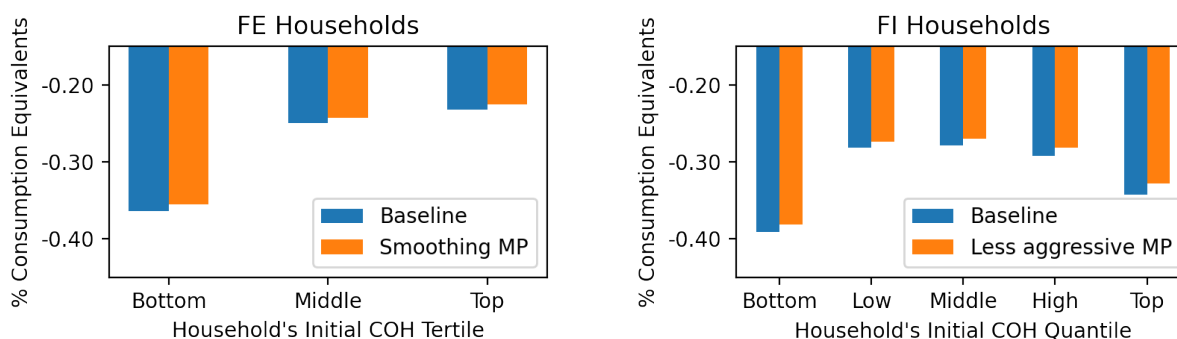 FE Households
% Consumption Equivalents
-0.20
-0.30
-0.40
Baseline
Smoothing MP
Bottom Middle Top
Household's Initial COH Tertile
FI Households
% Consumption Equivalents
-0.20
-0.30
-0.40
Baseline
Less aggressive MP
Bottom Low Middle High Top
Household's Initial COH Quantile